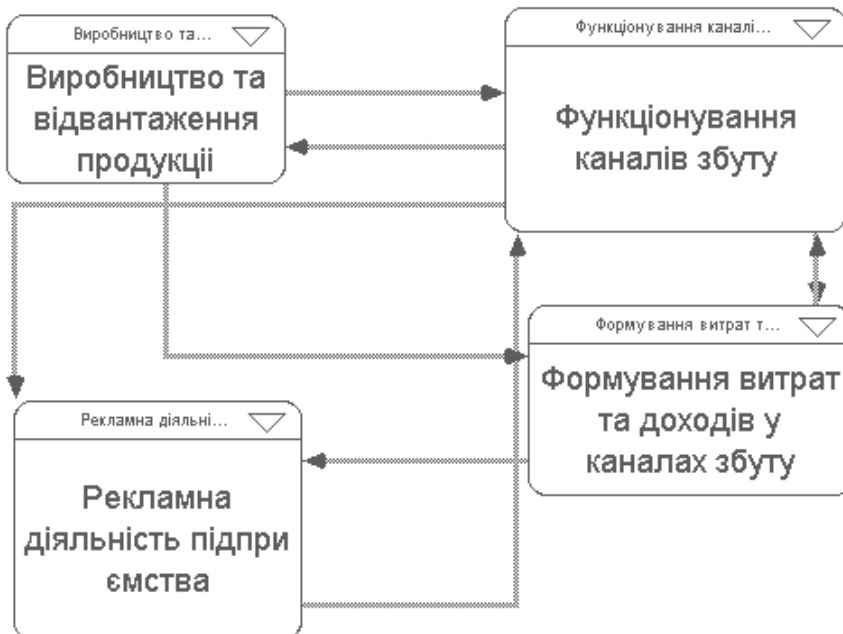 Виробництво та...
Виробництво та
відвантаження
продукціі
Функціонування каналі...
Функціонування
каналів збуту
Формування витрат т...
Формування витрат
та доходів у
каналах збуту
Рекламна діяльні...
Рекламна
діяльність підпри
ємства